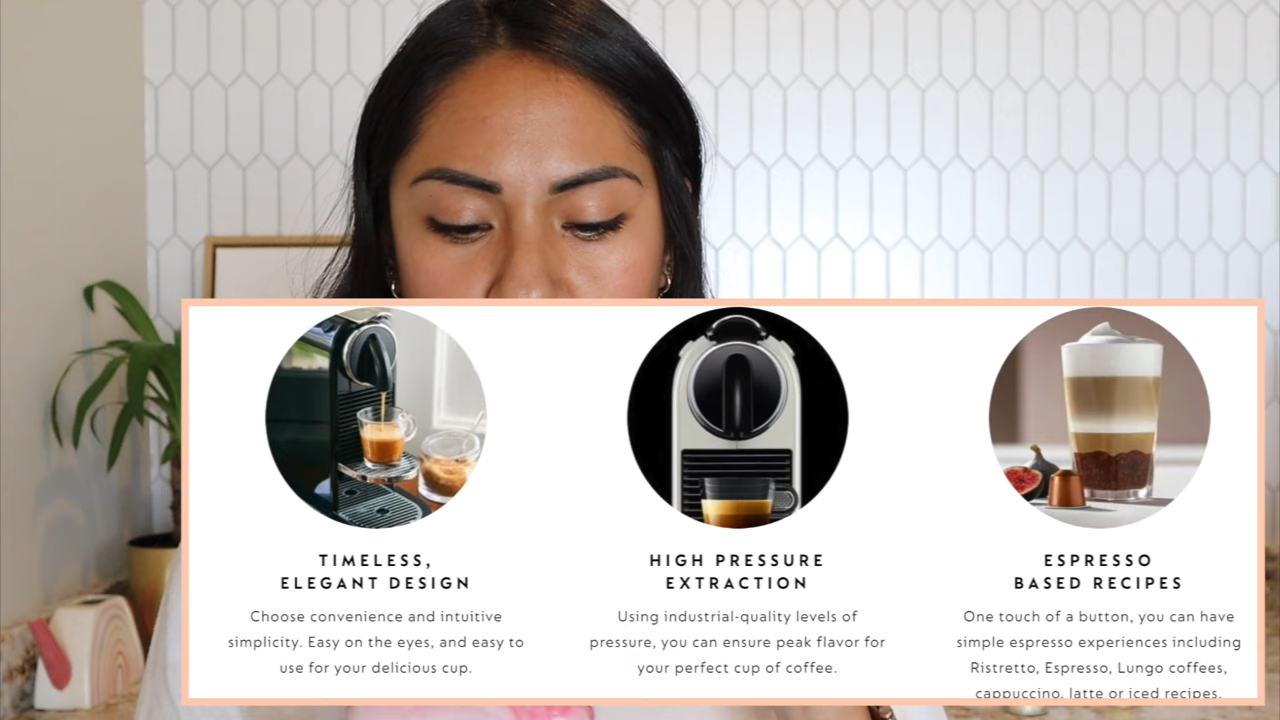 TIMELESS,
ELEGANT DESIGN
Choose convenience and intuitive
simplicity. Easy on the eyes, and easy to
use for your delicious cup.
HIGH PRESSURE
EXTRACTION
Using industrial-quality levels of
pressure, you can ensure peak flavor for
your perfect cup of coffee.
ESPRESSO
BASED RECIPES
One touch of a button, you can have
simple espresso experiences including
Ristretto, Espresso, Lungo coffees,
cappuccino, latte or iced recipes.